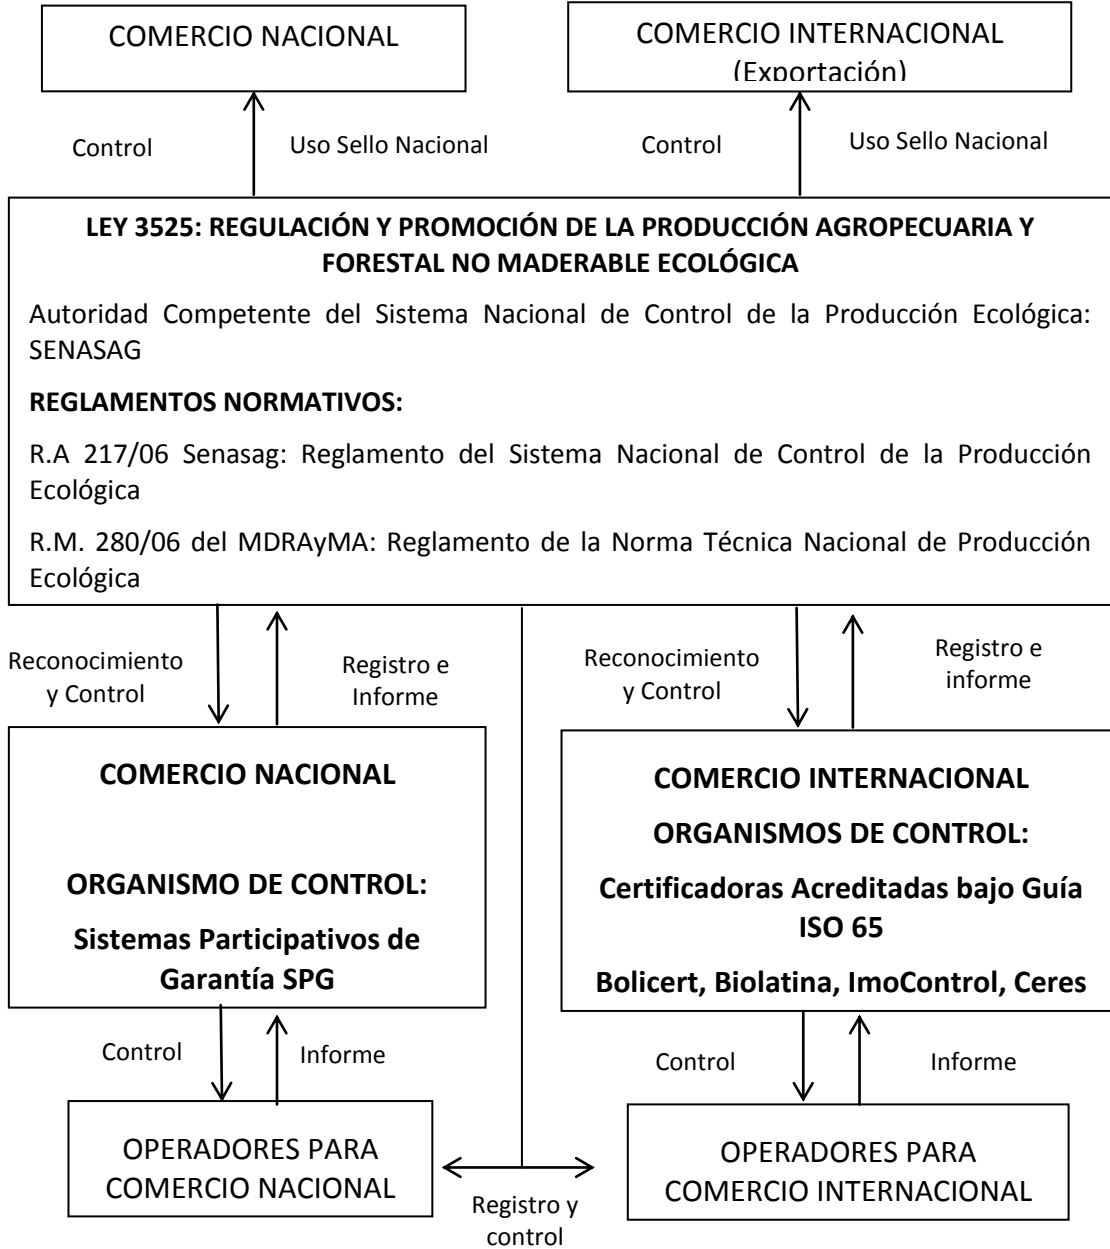 COMERCIO NACIONAL
COMERCIO INTERNACIONAL
(Exportación)
Control
Uso Sello Nacional
Control
Uso Sello Nacional
LEY 3525: REGULACIÓN Y PROMOCIÓN DE LA PRODUCCIÓN AGROPECUARIA Y
FORESTAL NO MADERABLE ECOLÓGICA
Autoridad Competente del Sistema Nacional de Control de la Producción Ecológica:
SENASAG
REGLAMENTOS NORMATIVOS:
R.A 217/06 Senasag: Reglamento del Sistema Nacional de Control de la Producción
Ecológica
R.M. 280/06 del MDRAyMA: Reglamento de la Norma Técnica Nacional de Producción
Ecológica
Reconocimiento
y Control
Registro e
Informe
Reconocimiento
y Control
Registro e
informe
COMERCIO NACIONAL
ORGANISMO DE CONTROL:
Sistemas Participativos de
Garantía SPG
COMERCIO INTERNACIONAL
ORGANISMOS DE CONTROL:
Certificadoras Acreditadas bajo Guía
ISO 65
Bolicert, Biolatina, ImoControl, Ceres
Control
Informe
Control
Informe
OPERADORES PARA
COMERCIO NACIONAL
Registro y
control
OPERADORES PARA
COMERCIO INTERNACIONAL